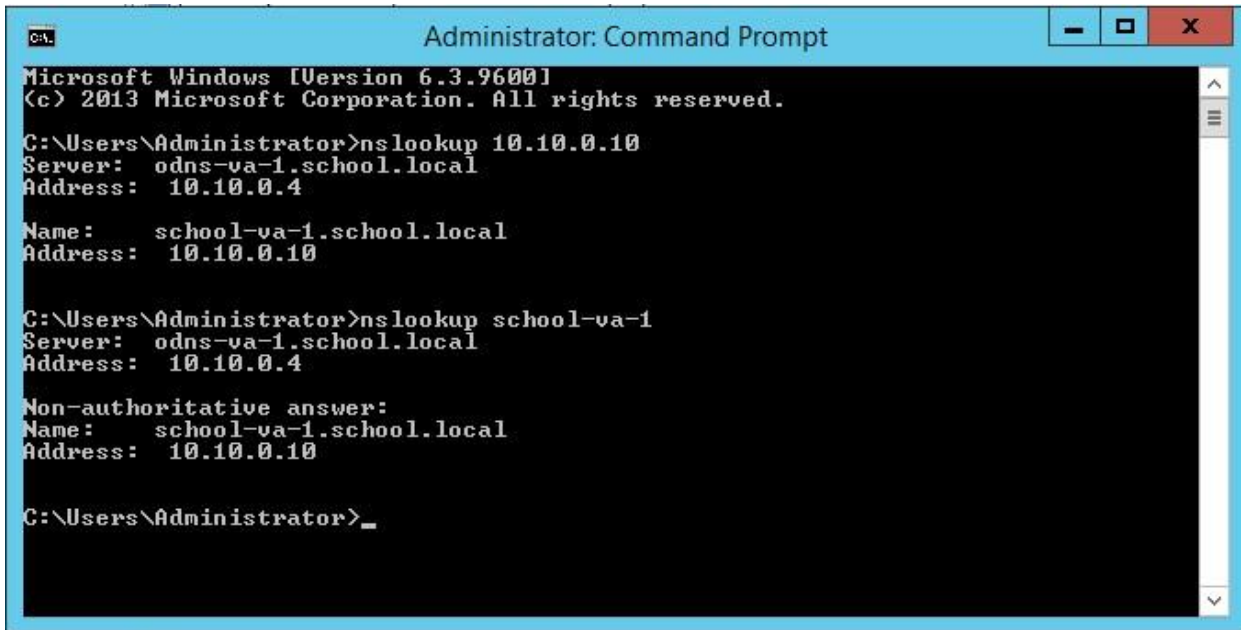 Administrator: Command Prompt
Microsoft Windows [Version 6.3.9600]
(c) 2013 Microsoft Corporation. All rights reserved.
C:\Users\Administrator>nslookup 10.10.0.10
Server:  odns-va-1.school.local
Address:  10.10.0.4
Name:    school-va-1.school.local
Address:  10.10.0.10
C:\Users\Administrator>nslookup school-va-1
Server:  odns-va-1.school.local
Address:  10.10.0.4
Non-authoritative answer:
Name:    school-va-1.school.local
Address:  10.10.0.10
C:\Users\Administrator>_